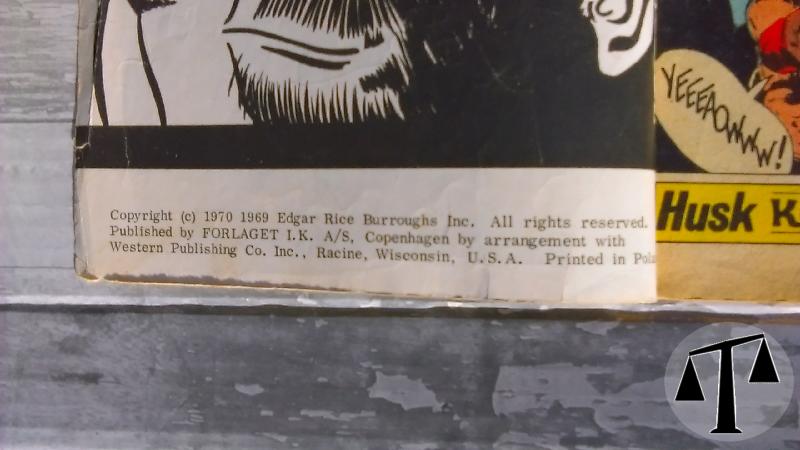 YEEEAOWWW!
Husk K
Copyright (c) 1970 1969 Edgar Rice Burroughs Inc. All rights reserved.
Published by FORLAGET I.K. A/S, Copenhagen by arrangement with
Western Publishing Co. Inc., Racine, Wisconsin, U.S.A. Printed in